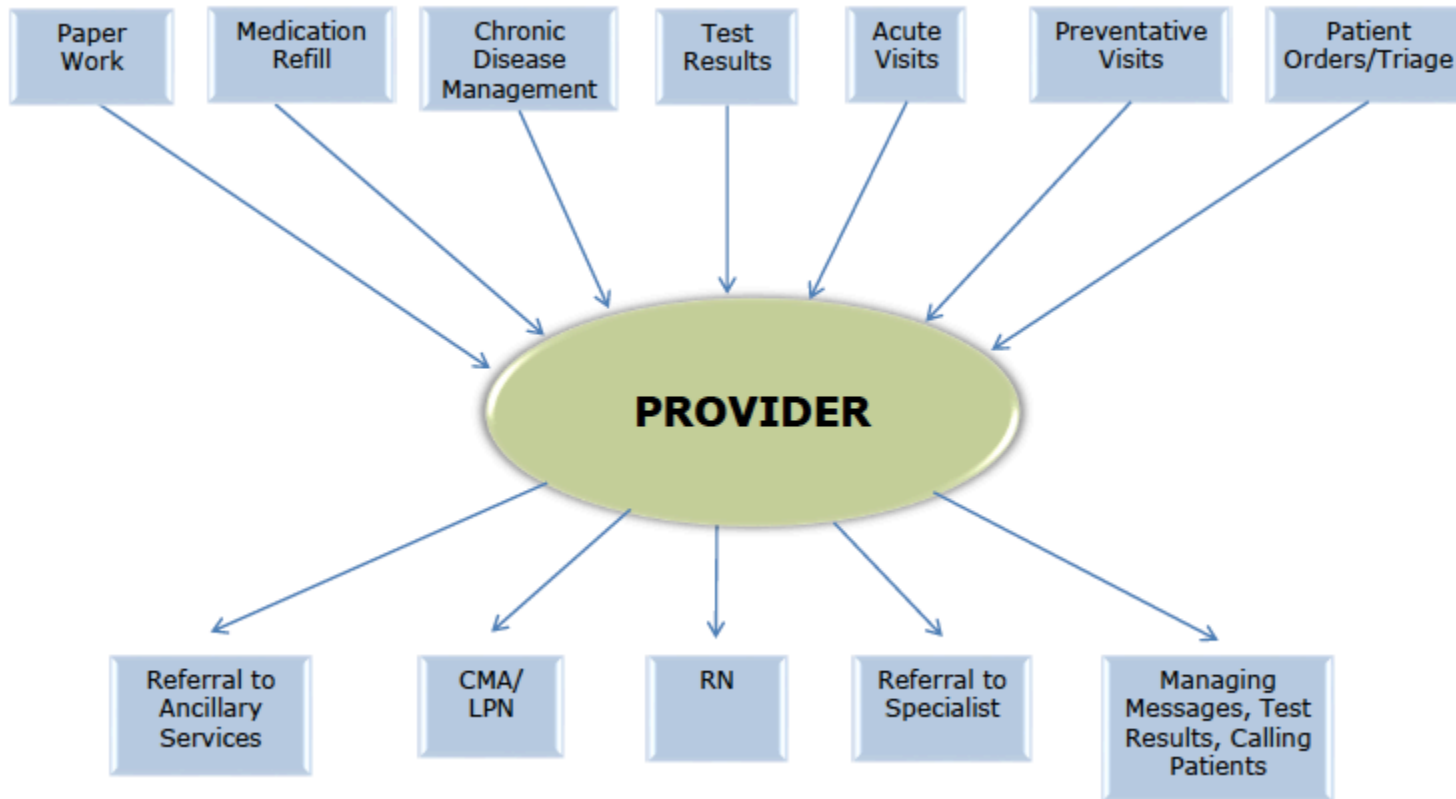 Paper
Work
Medication
Refill
Chronic
Disease
Management
Test
Results
Acute
Visits
Preventative
Visits
Patient
Orders/Triage
PROVIDER
Referral to
Ancillary
Services
CMA/
LPN
RN
Referral to
Specialist
Managing
Messages, Test
Results, Calling
Patients